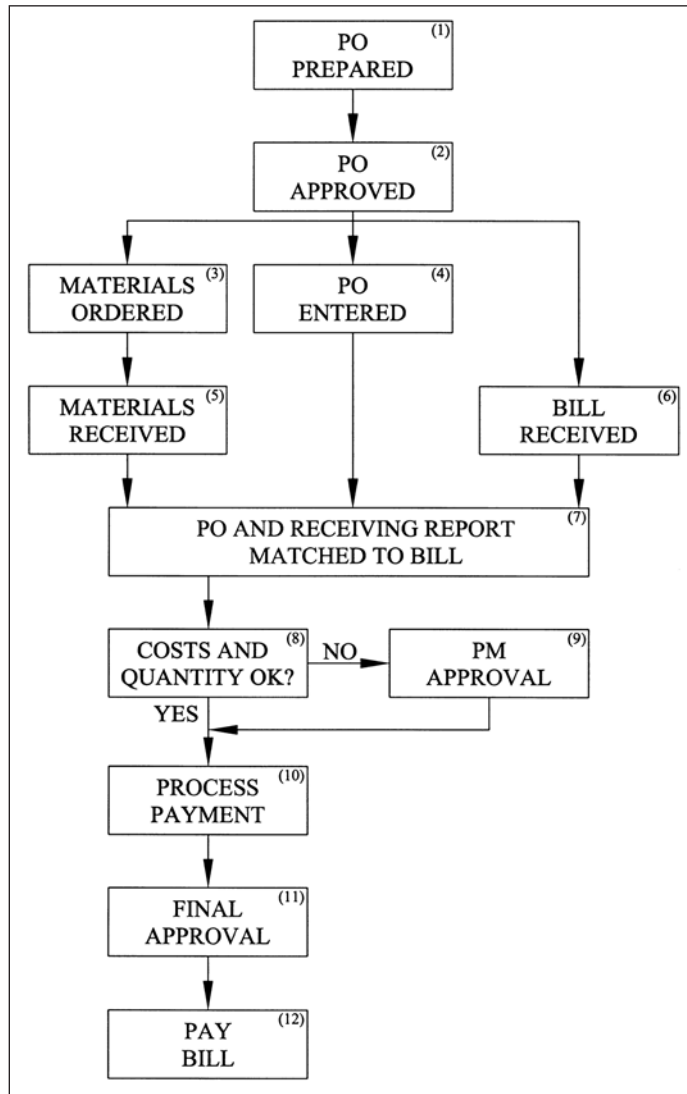 (1)
PO
PREPARED
(2)
PO
APPROVED
(3)
MATERIALS
ORDERED
(4)
PO
ENTERED
(5)
MATERIALS
RECEIVED
(6)
BILL
RECEIVED
(7)
PO AND RECEIVING REPORT
MATCHED TO BILL
(8)
COSTS AND
QUANTITY OK?
NO
(9)
PM
APPROVAL
YES
(10)
PROCESS
PAYMENT
(11)
FINAL
APPROVAL
(12)
PAY
BILL